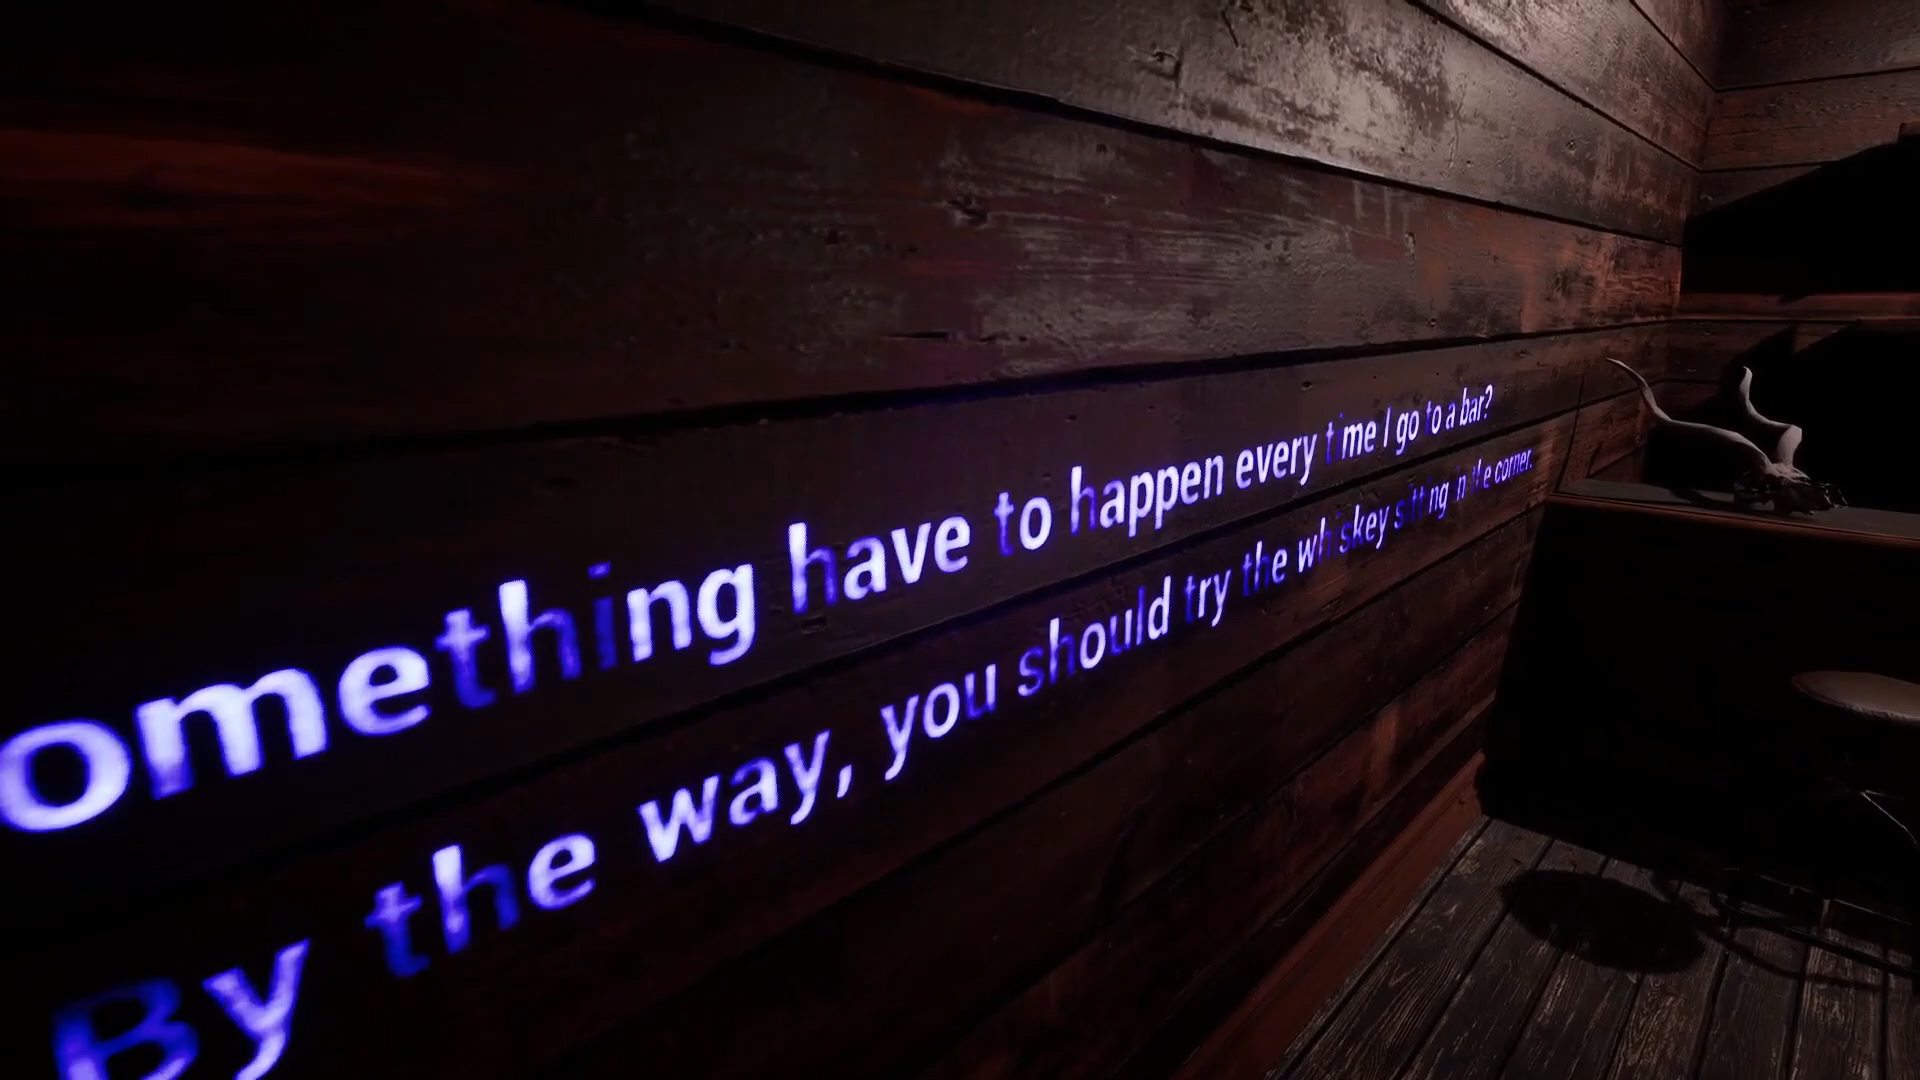 omething have to happen every time I go to a bar?
By the way, you should try the whiskey sitting in the corner.